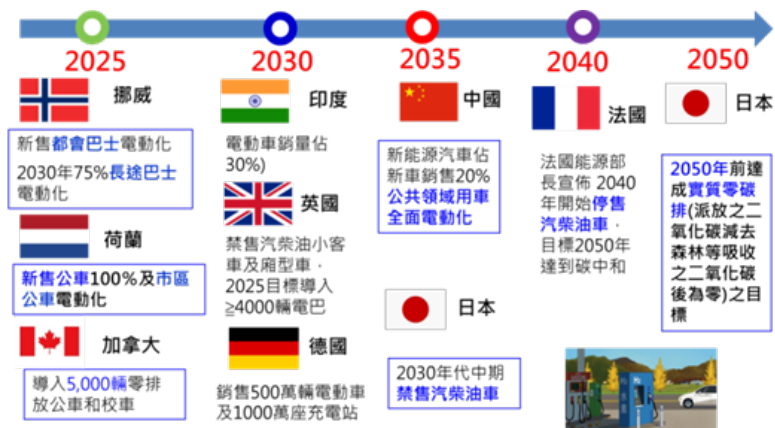 2025
2030
2035
2040
2050
挪威
新售都會巴士電動化
2030年75%長途巴士
電動化
荷蘭
新售公車100%及市區
公車電動化
加拿大
導入5,000輛零排
放公車和校車
印度
電動車銷量佔
30%)
英國
禁售汽柴油小客
車及廂型車，
2025目標導入
≧4000輛電巴
德國
銷售500萬輛電動車
及1000萬座充電站
中國
新能源汽車佔
新車銷售20%
公共領域用車
全面電動化
日本
2030年代中期
禁售汽柴油車
法國
法國能源部
長宣佈 2040
年開始停售
汽柴油車，
目標2050年
達到碳中和
日本
2050年前達
成實質零碳
排(派放之二
氧化碳減去
森林等吸收
之二氧化碳
後為零)之目
標